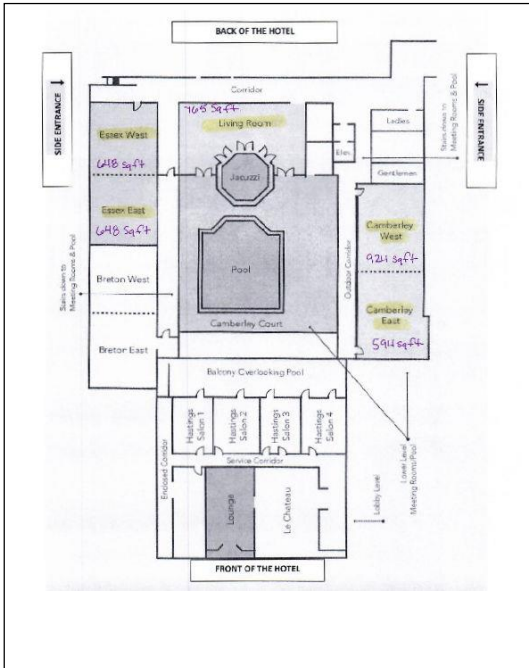 BACK OF THE HOTEL
SIDE ENTRANCE
SIDE ENTRANCE
Corridor
765 sqft
Living Room
Essex West
648 sqft
Essex East
648 sqft
Breton West
Breton East
Jacuzzi
Pool
Camberley Court
Elev.
Ladies
Gentlemen
Stairs down to
Meeting Rooms & Pool
Stairs down to
Meeting Rooms & Pool
Outdoor Corridor
Camberley
West
924 sqft
Camberley
East
594 sqft
Balcony Overlooking Pool
Hastings
Salon 1
Hastings
Salon 2
Hastings
Salon 3
Hastings
Salon 4
Enclosed Corridor
Service Corridor
Lounge
Le Chateau
Lobby Level
Lower Level
Meeting Rooms/Pool
FRONT OF THE HOTEL